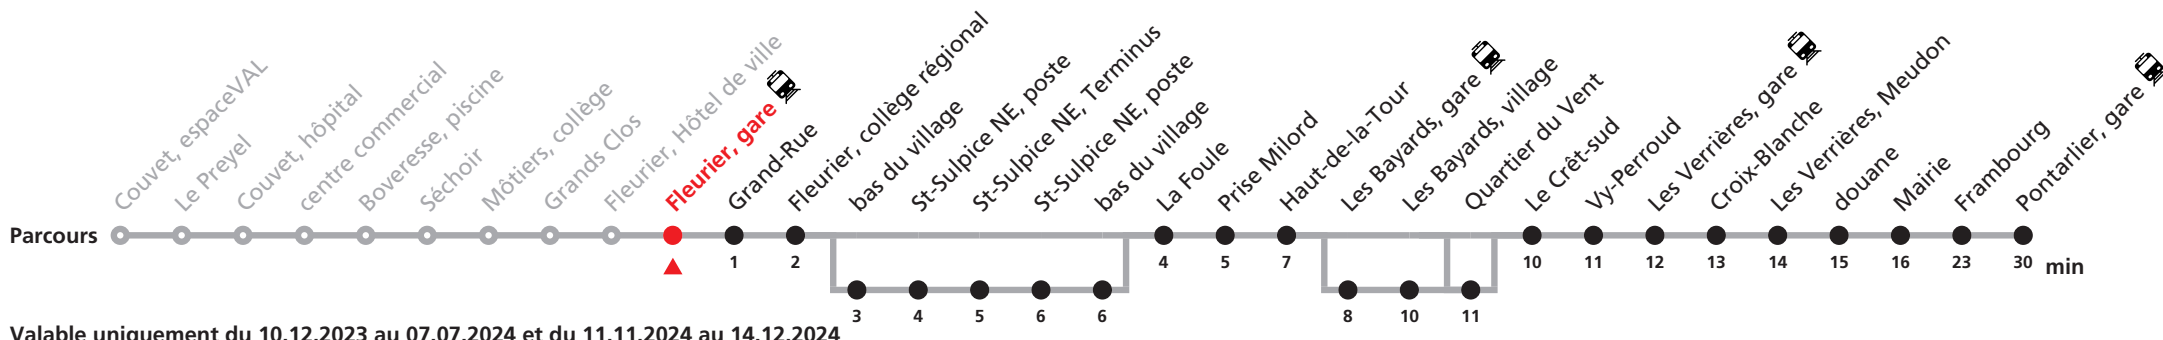 Couvet, espaceVAL
Le Preyel
Couvet, hôpital
centre commercial
Boveresse, piscine
Séchoir
Môtiers, collège
Grands Clos
Fleurier, Hôtel de ville
Fleurier, gare
Grand-Rue
Fleurier, collège régional
bas du village
St-Sulpice NE, poste
St-Sulpice NE, Terminus
St-Sulpice NE, poste
bas du village
La Foule
Prise Milord
Haut-de-la-Tour
Les Bayards, gare
Les Bayards, village
Quartier du Vent
Le Crêt-sud
Vy-Perroud
Les Verrières, gare
Croix-Blanche
Les Verrières, Meudon
douane
Mairie
Frambourg
Pontarlier, gare
Parcours
1 2 4 5 7 10 11 12 13 14 15 16 23 30 min
3 4 5 6 6 8 10 11
Valable uniquement du 10.12.2023 au 07.07.2024 et du 11.11.2024 au 14.12.2024